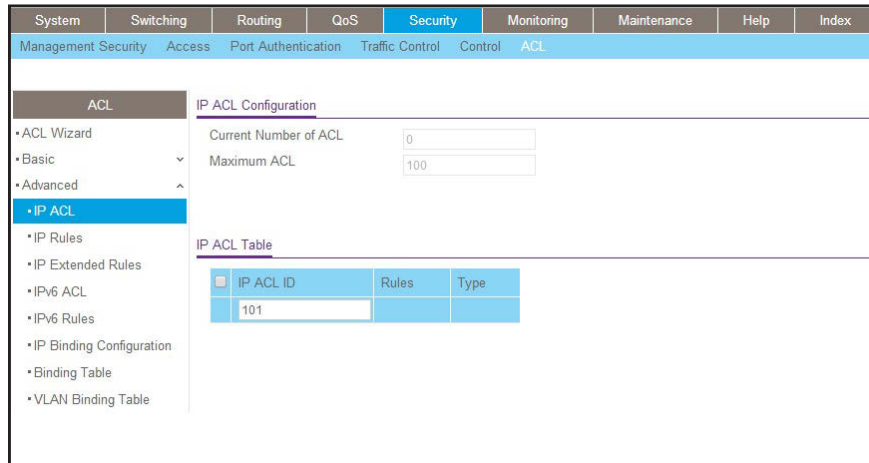 System Switching Routing QoS Security Monitoring Maintenance Help Index
Management Security Access Port Authentication Traffic Control Control ACL
ACL
ACL Wizard
Basic
Advanced
IP ACL
IP Rules
IP Extended Rules
IPv6 ACL
IPv6 Rules
IP Binding Configuration
Binding Table
VLAN Binding Table
IP ACL Configuration
Current Number of ACL 0
Maximum ACL 100
IP ACL Table
IP ACL ID Rules Type
101